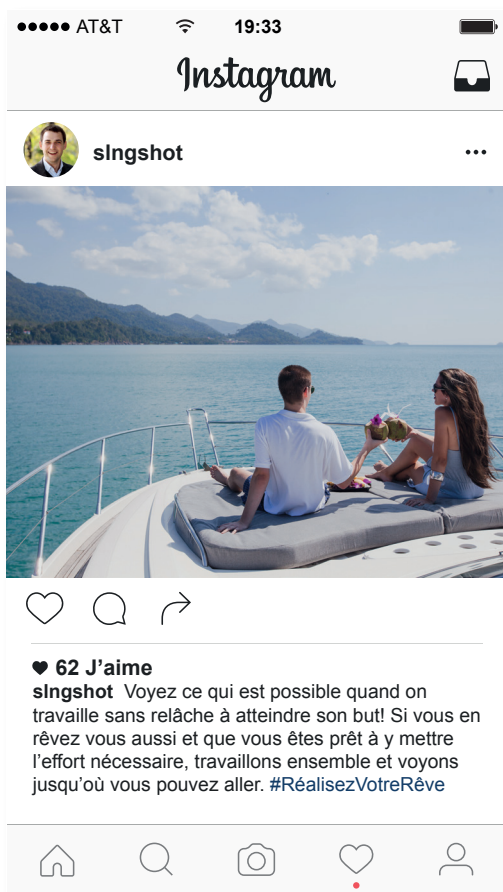 AT&T 19:33
Instagram
slngshot
62 J’aime
slngshot Voyez ce qui est possible quand on
travaille sans relâche à atteindre son but! Si vous en
rêvez vous aussi et que vous êtes prêt à y mettre
l’effort nécessaire, travaillons ensemble et voyons
jusqu’où vous pouvez aller. #RéalisezVotreRêve